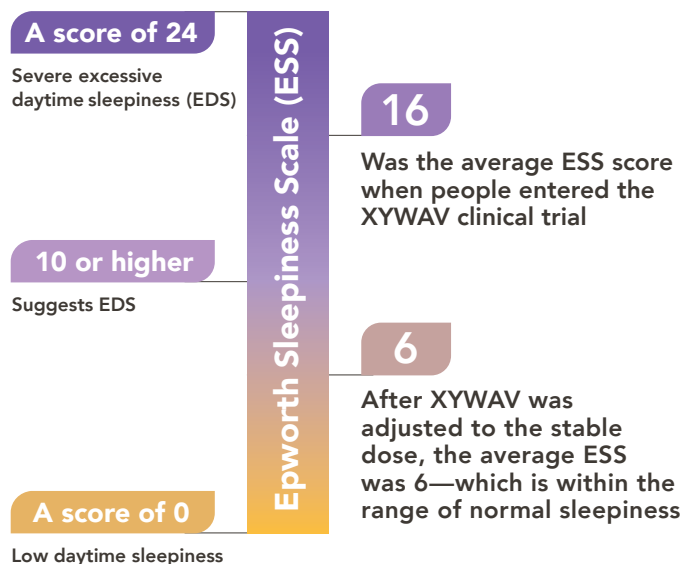 A score of 24
Severe excessive
daytime sleepiness (EDS)
10 or higher
Suggests EDS
A score of 0
Low daytime sleepiness
Epworth Sleepiness Scale (ESS)
16
Was the average ESS score
when people entered the
XYWAV clinical trial
6
After XYWAV was
adjusted to the stable
dose, the average ESS
was 6—which is within the
range of normal sleepiness